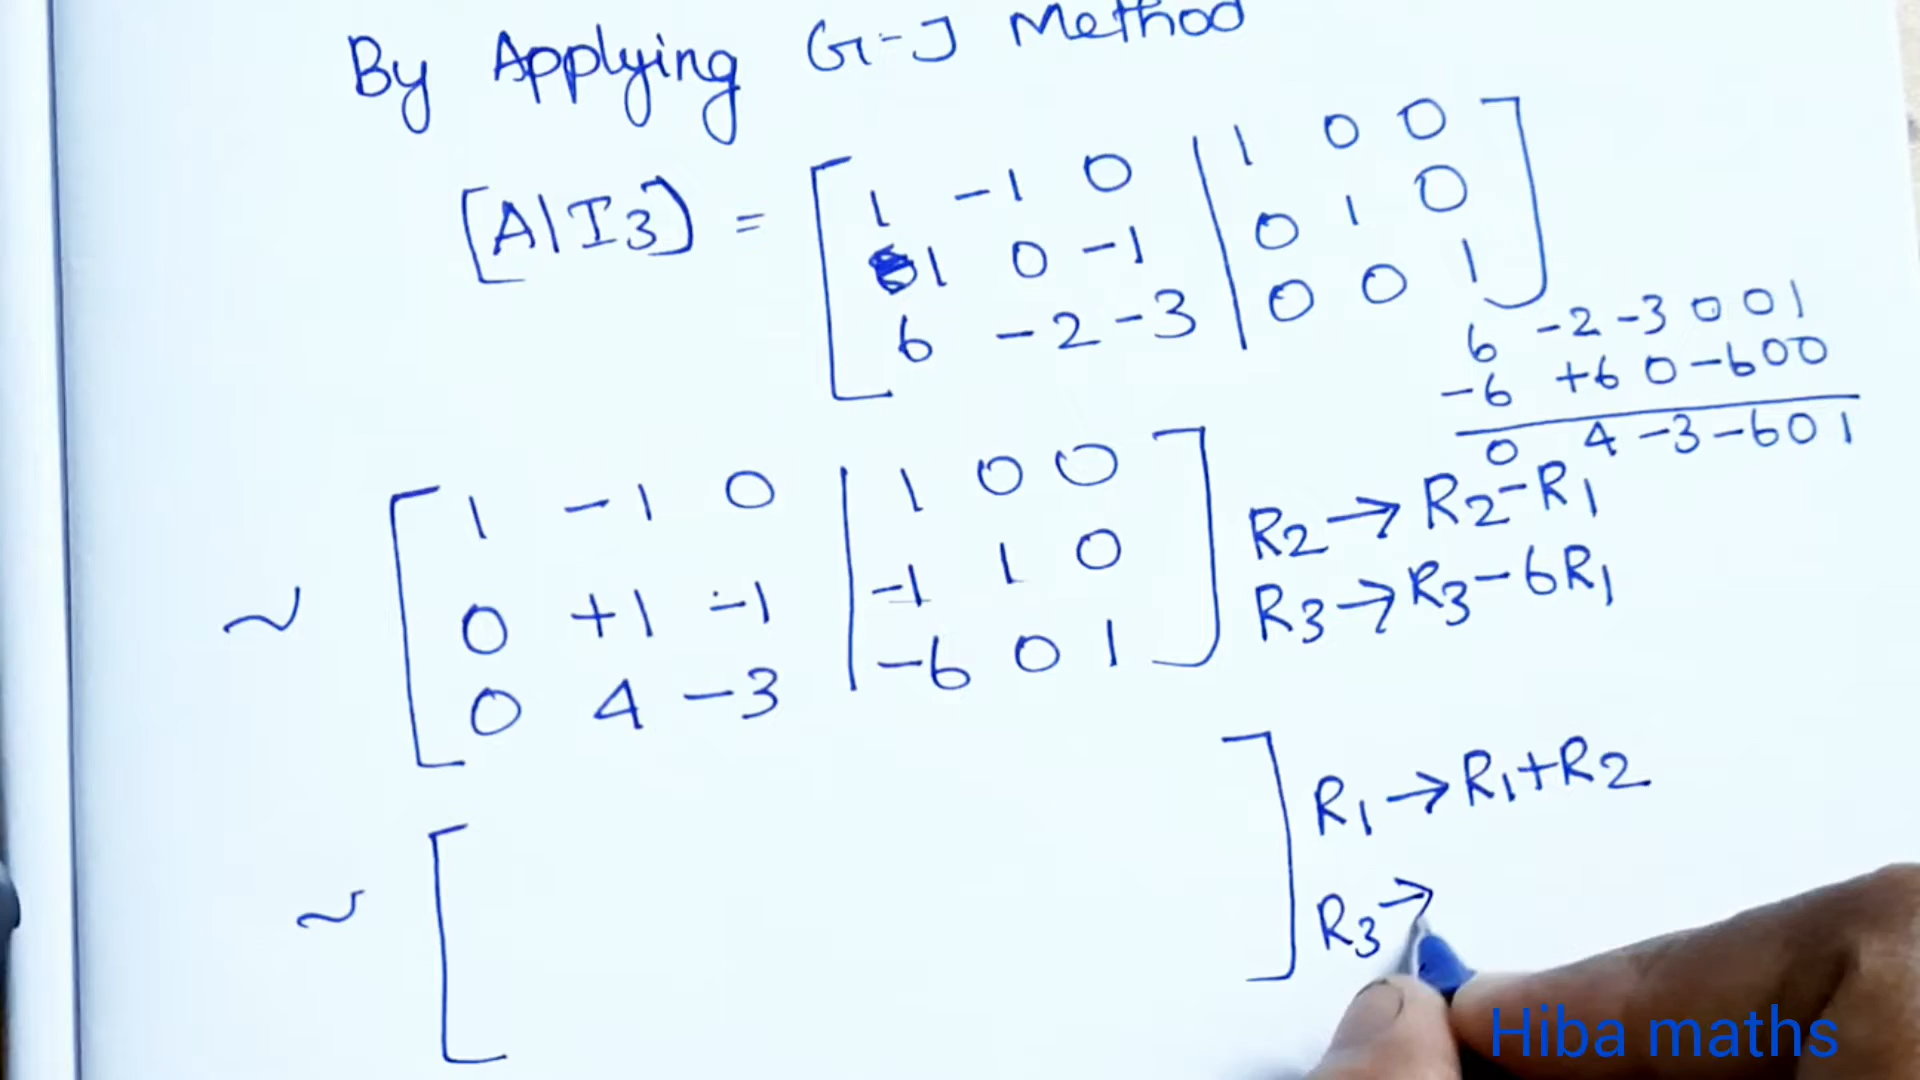 By Applying G-J Method
[A|I3) = [ 1 -1 0 | 1 0 0 ]
1 0 -1 | 0 1 0
6 -2 -3 | 0 0 1
6 -2 -3 0 0 1
-6 +6 0 -6 0 0
0 4 -3 -6 0 1
~ [ 1 -1 0 | 1 0 0 ] R2 → R2 - R1
0 +1 -1 | -1 1 0 R3 → R3 - 6R1
0 4 -3 | -6 0 1
~ [ ] R1 → R1 + R2
R3 →
Hiba maths